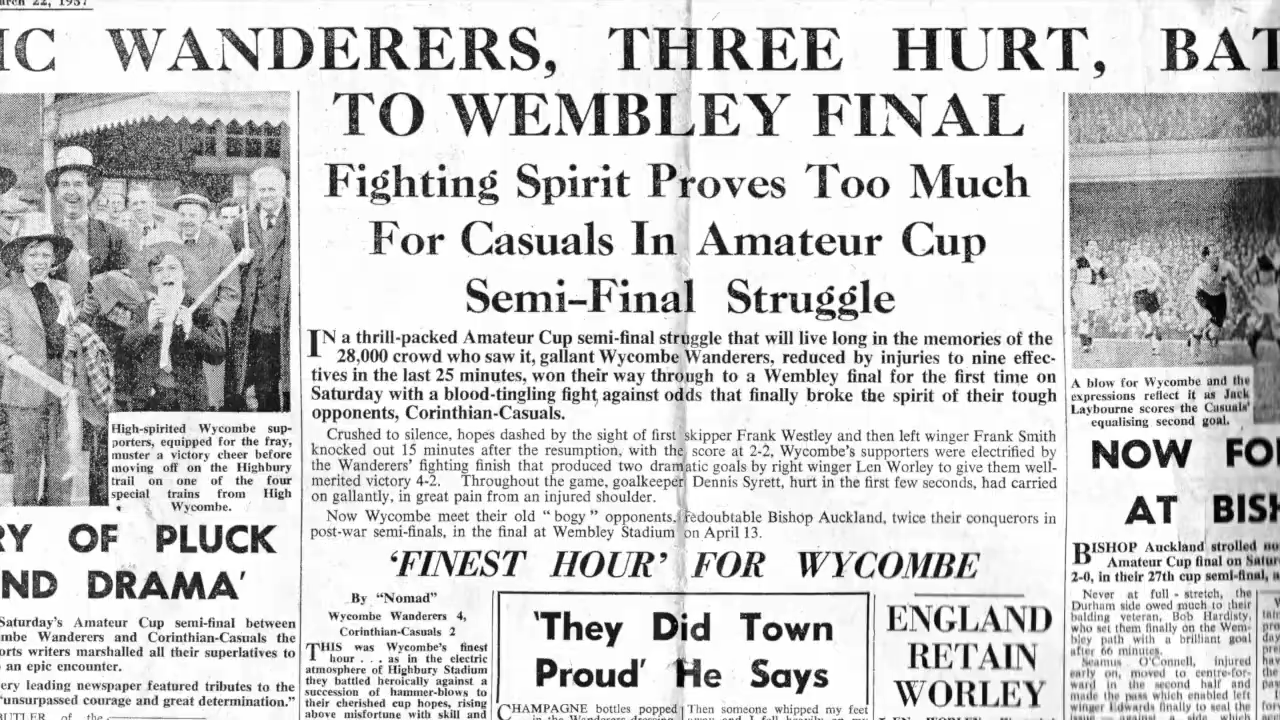 March 22, 1957
IC WANDERERS, THREE HURT, BAT
TO WEMBLEY FINAL
Fighting Spirit Proves Too Much
For Casuals In Amateur Cup
Semi-Final Struggle
IN a thrill-packed Amateur Cup semi-final struggle that will live long in the memories of the
28,000 crowd who saw it, gallant Wycombe Wanderers, reduced by injuries to nine effec-
tives in the last 25 minutes, won their way through to a Wembley final for the first time on
Saturday with a blood-tingling fight against odds that finally broke the spirit of their tough
opponents, Corinthian-Casuals.
Crushed to silence, hopes dashed by the sight of first skipper Frank Westley and then left winger Frank Smith
knocked out 15 minutes after the resumption, with the score at 2-2, Wycombe's supporters were electrified by
the Wanderers' fighting finish that produced two dramatic goals by right winger Len Worley to give them well-
merited victory 4-2. Throughout the game, goalkeeper Dennis Syrett, hurt in the first few seconds, had carried
on gallantly, in great pain from an injured shoulder.
Now Wycombe meet their old "bogy" opponents, redoubtable Bishop Auckland, twice their conquerors in
post-war semi-finals, in the final at Wembley Stadium on April 13.
High-spirited Wycombe sup-
porters, equipped for the fray,
muster a victory cheer before
moving off on the Highbury
trail on one of the four
special trains from High
Wycombe.
RY OF PLUCK
ND DRAMA'
Saturday's Amateur Cup semi-final between
mbe Wanderers and Corinthian-Casuals the
orts writers marshalled all their superlatives to
an epic encounter.
ery leading newspaper featured tributes to the
"unsurpassed courage and great determination."
BUTLER of the
'FINEST HOUR' FOR WYCOMBE
By "Nomad"
Wycombe Wanderers 4,
Corinthian-Casuals 2
THIS was Wycombe's finest
hour . . . as in the electric
atmosphere of Highbury Stadium
they battled heroically against a
succession of hammer-blows to
their cherished cup hopes, rising
above misfortune with skill and
'They Did Town
Proud' He Says
CHAMPAGNE bottles popped
in the Wanderers dressing
Then someone whipped my feet
away and I fell heavily on my
ENGLAND
RETAIN
WORLEY
A blow for Wycombe and the
expressions reflect it as Jack
Laybourne scores the Casuals'
equalising second goal.
NOW FO
AT BISH
BISHOP Auckland strolled
Amateur Cup final on Satur
2-0, in their 27th cup semi-final,
Never at full-stretch, the
Durham side owed much to their
balding veteran, Bob Hardisty,
who set them finally on the Wem-
bley path with a brilliant goal
after 66 minutes.
Seamus O'Connell, injured
early on, moved to centre-for-
ward in the second half and
made the pass which enabled left
winger Edwards finally to seal the